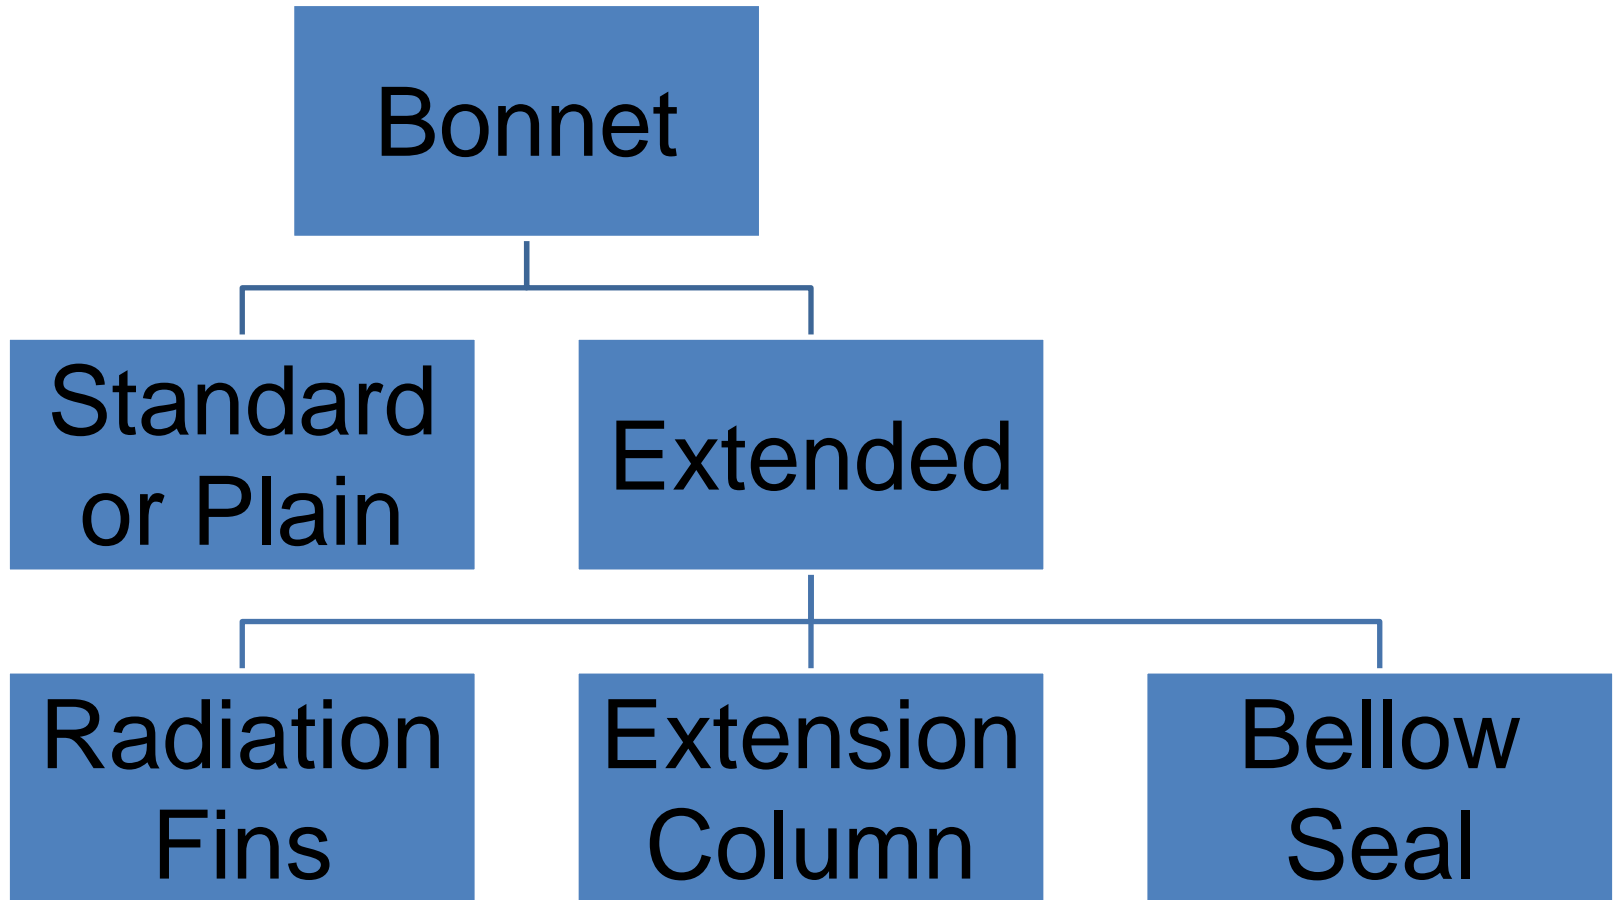 Bonnet
Standard
or Plain
Extended
Radiation
Fins
Extension
Column
Bellow
Seal